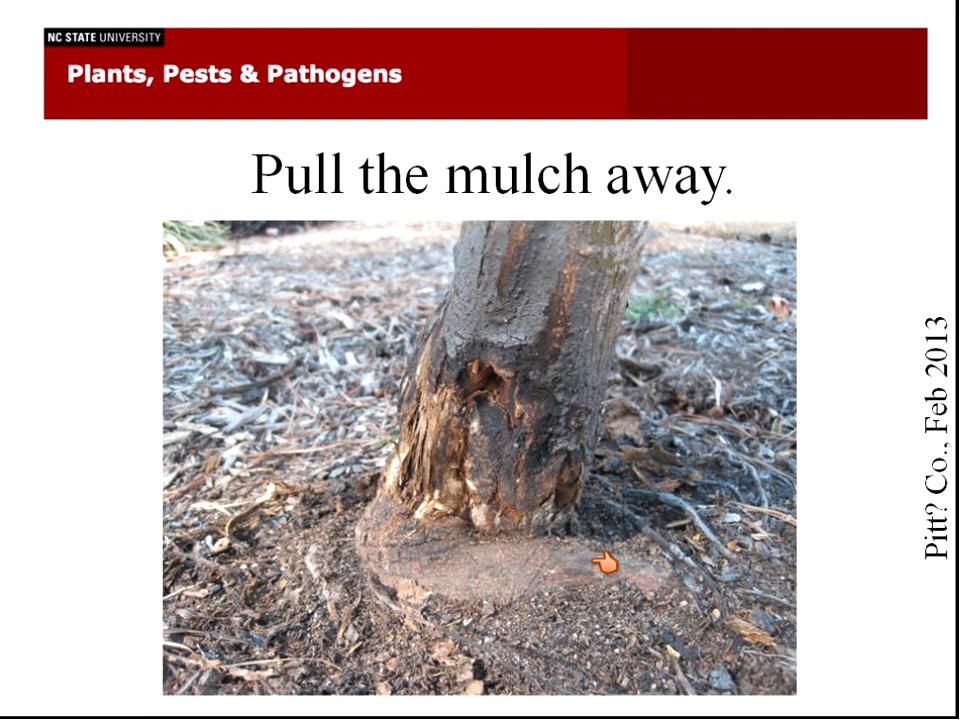 NC STATE UNIVERSITY
Plants, Pests & Pathogens
Pull the mulch away.
Pitt? Co., Feb 2013